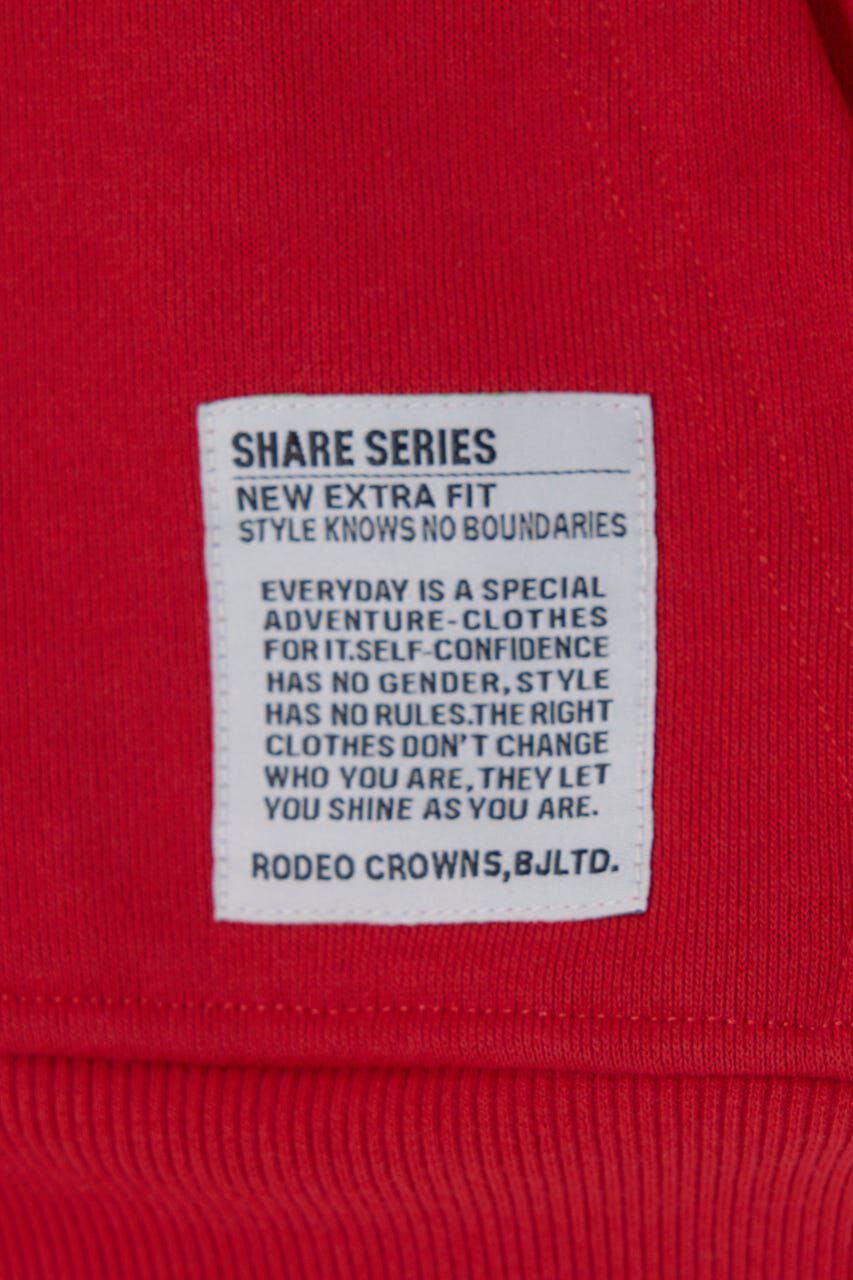 SHARE SERIES
NEW EXTRA FIT
STYLE KNOWS NO BOUNDARIES
EVERYDAY IS A SPECIAL
ADVENTURE-CLOTHES
FOR IT.SELF-CONFIDENCE
HAS NO GENDER, STYLE
HAS NO RULES.THE RIGHT
CLOTHES DON'T CHANGE
WHO YOU ARE, THEY LET
YOU SHINE AS YOU ARE.
RODEO CROWNS,BJLTD.